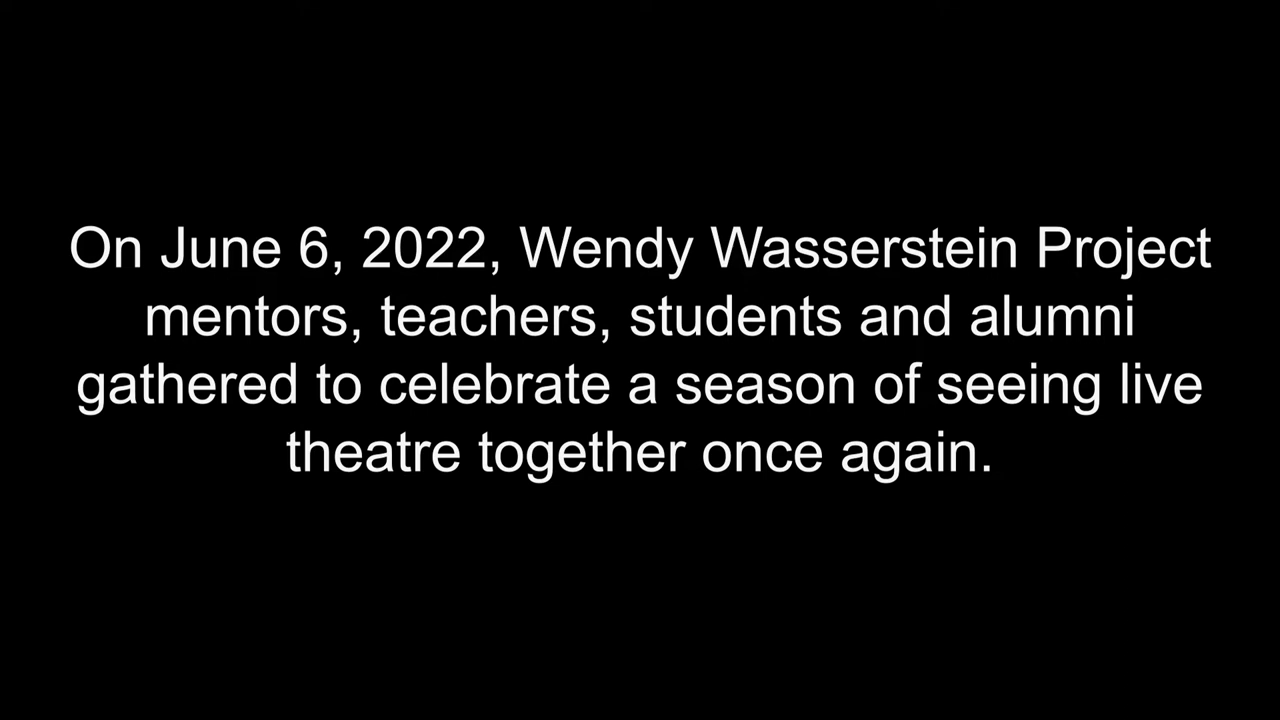 On June 6, 2022, Wendy Wasserstein Project
mentors, teachers, students and alumni
gathered to celebrate a season of seeing live
theatre together once again.